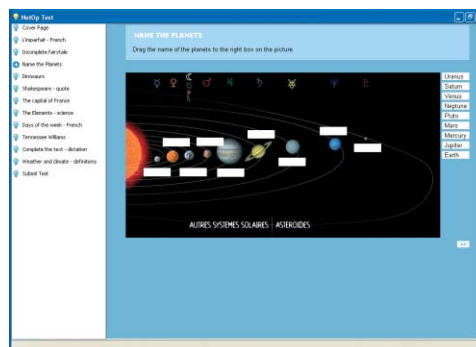 NetOp Test
Cover Page
L'imparfait - French
Incomplete Fairytale
Name the Planets
Dinosaurs
Shakespeare - quote
The capital of France
The Elements - science
Days of the week - French
Tennessee Williams
Complete the text - dictation
Weather and climate - definitions
Submit Test
NAME THE PLANETS
Drag the name of the planets to the right box on the picture.
Uranus
Saturn
Venus
Neptune
Pluto
Mars
Mercury
Jupiter
Earth
AUTRES SYSTEMES SOLAIRES
ASTEROIDES